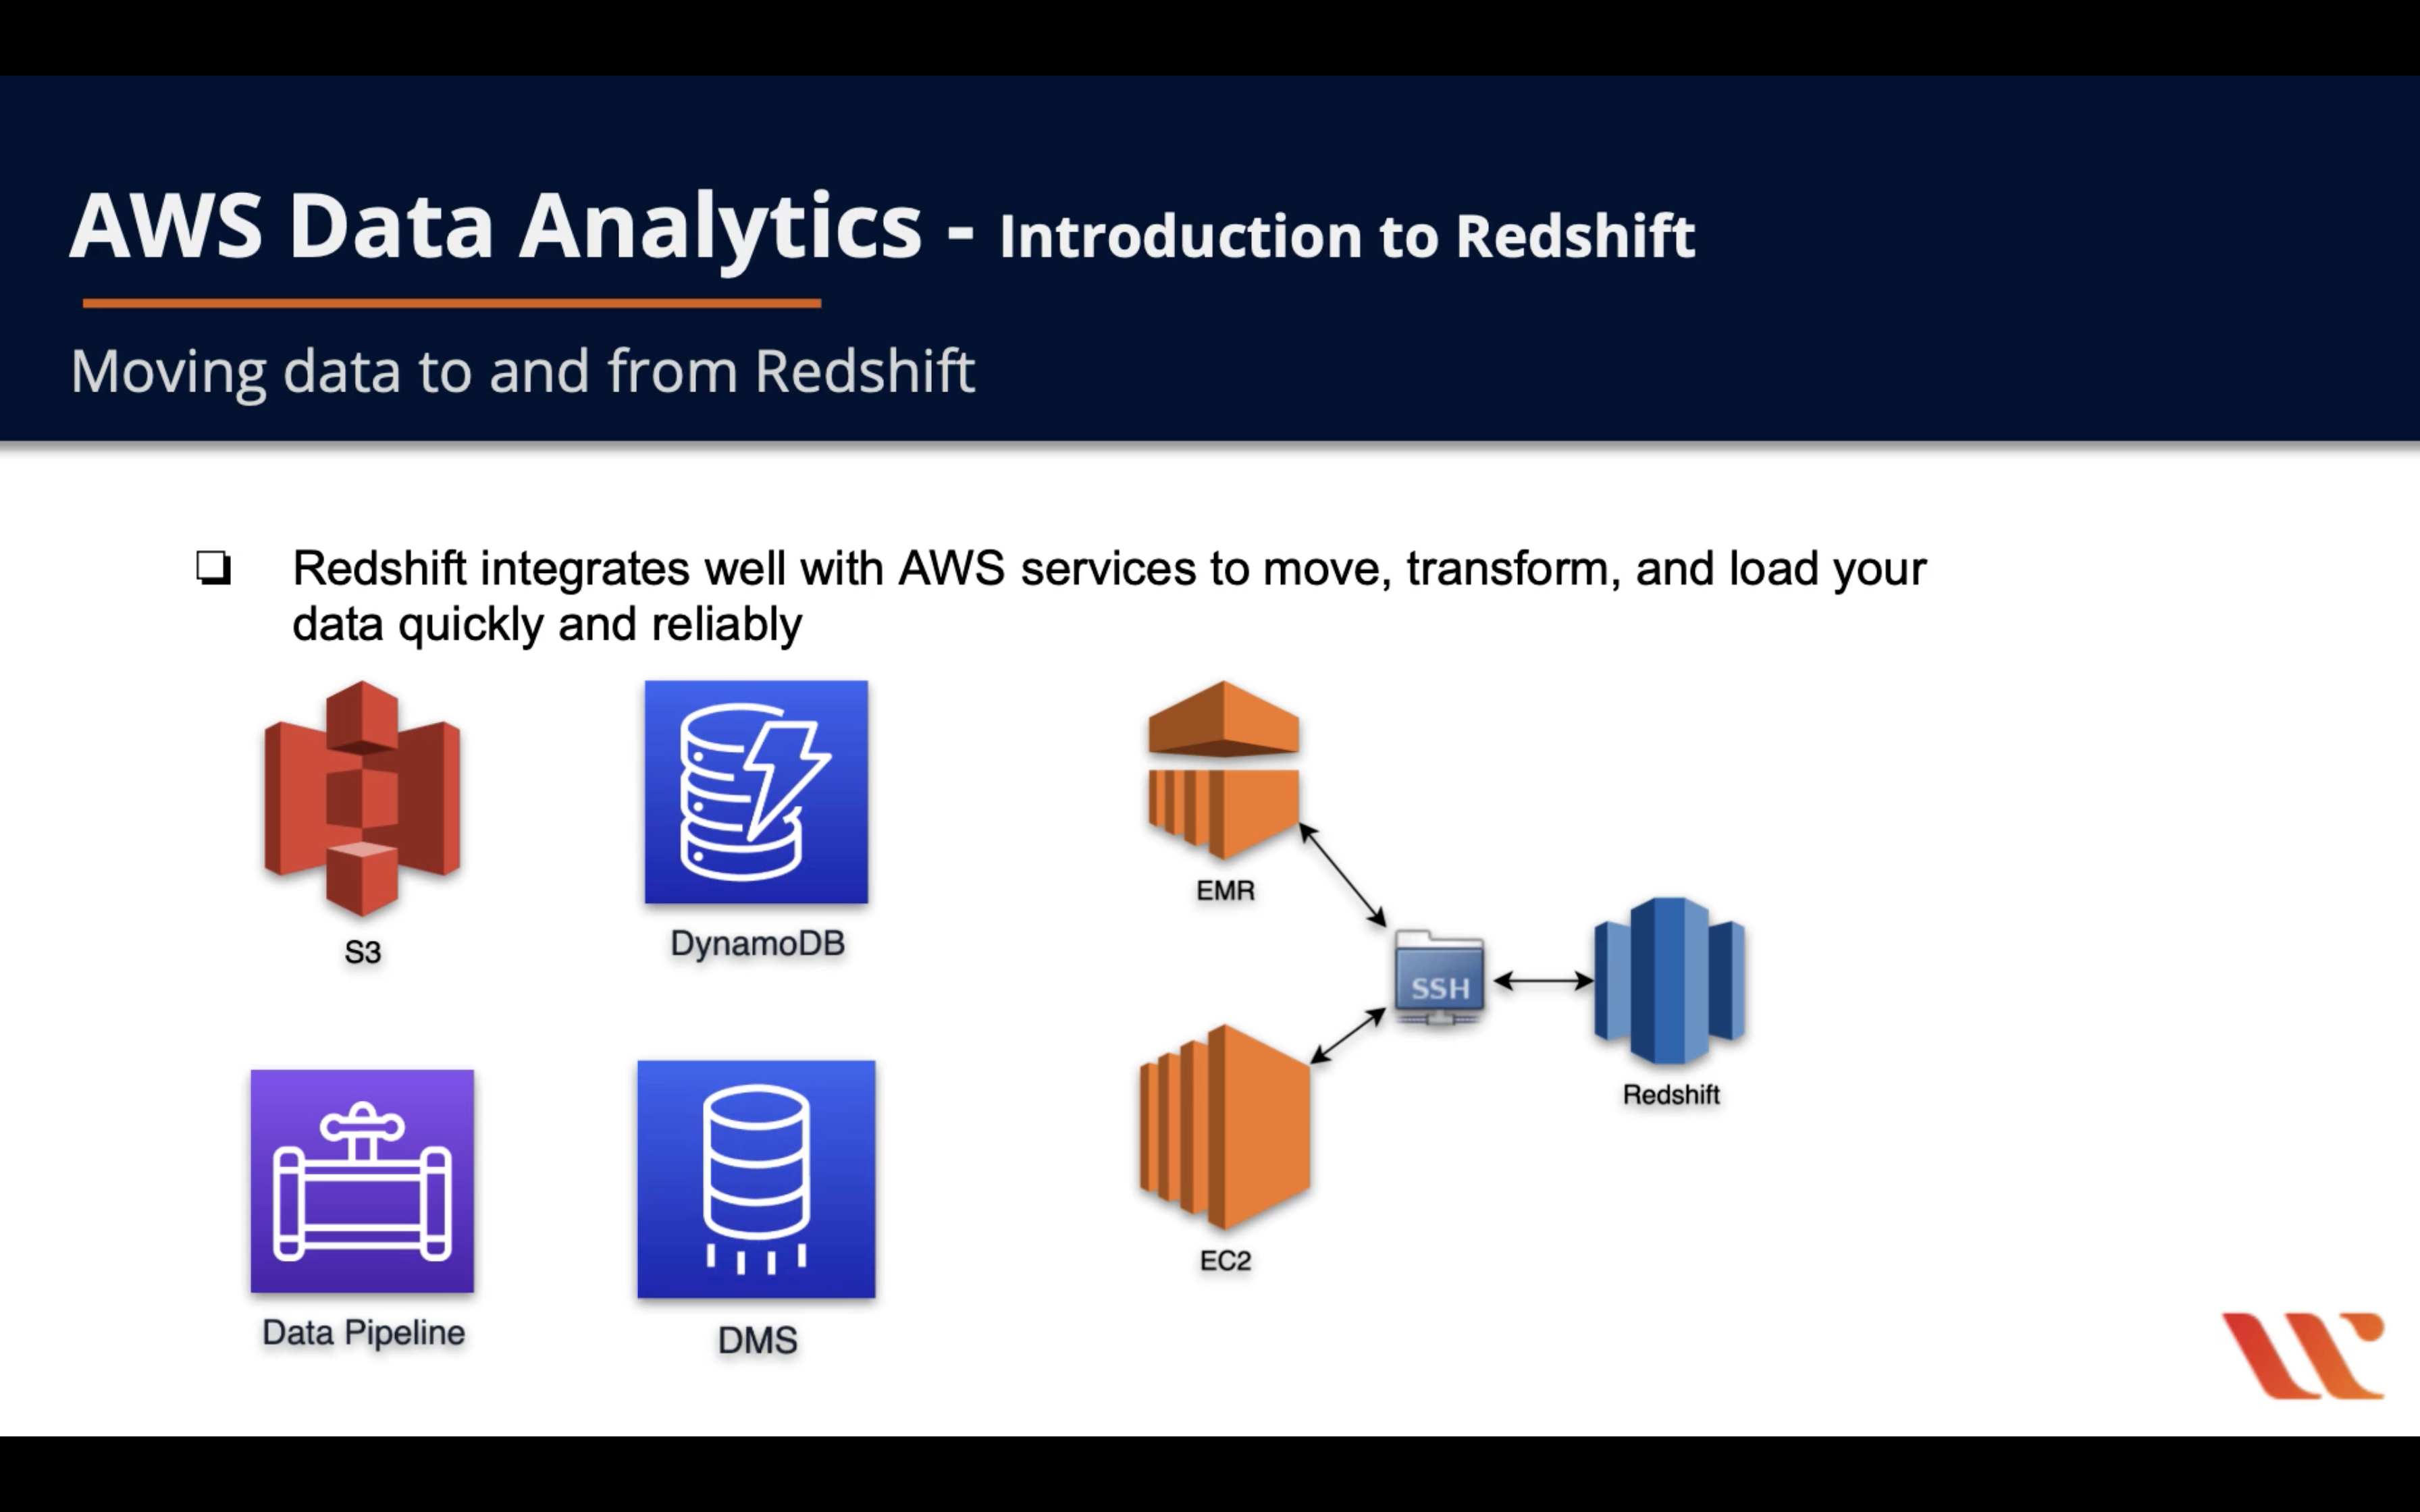 AWS Data Analytics - Introduction to Redshift
Moving data to and from Redshift
Redshift integrates well with AWS services to move, transform, and load your
data quickly and reliably
S3
DynamoDB
EMR
SSH
Redshift
EC2
Data Pipeline
DMS